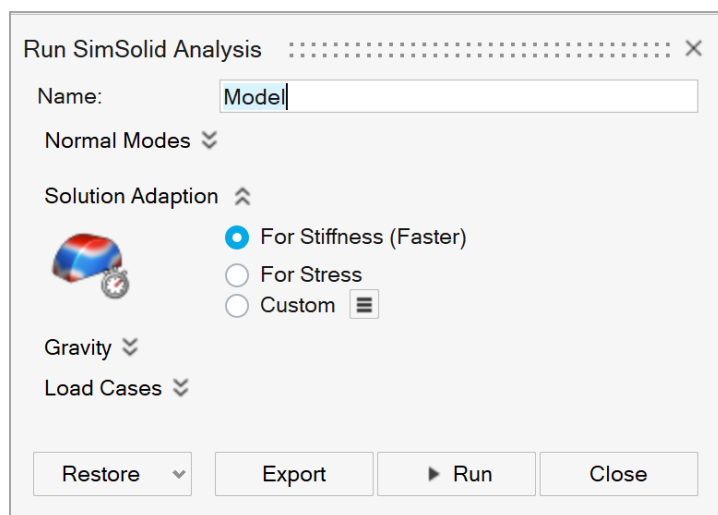 Run SimSolid Analysis
Name: Model
Normal Modes
Solution Adaption
For Stiffness (Faster)
For Stress
Custom
Gravity
Load Cases
Restore Export Run Close